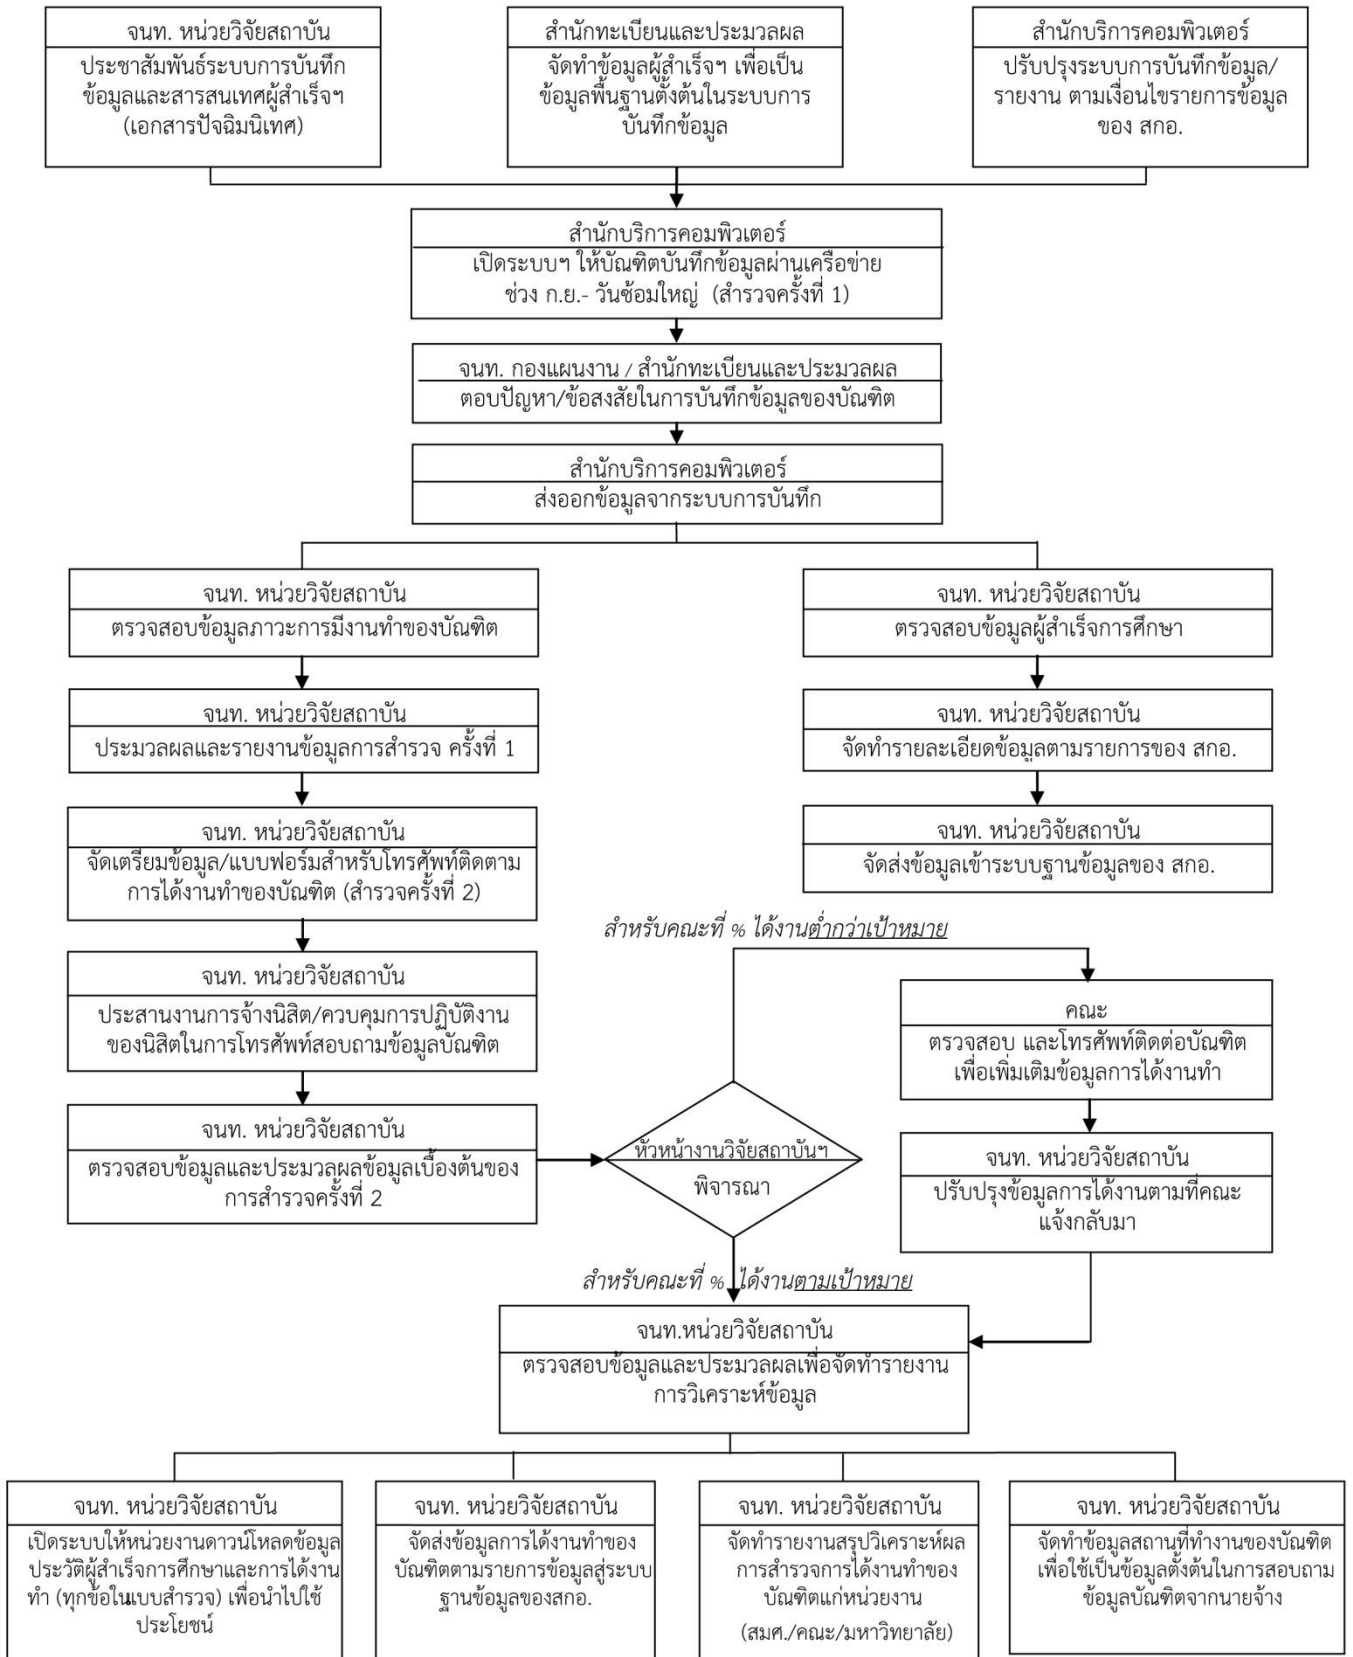 จนท. หน่วยวิจัยสถาบัน
ประชาสัมพันธ์ระบบการบันทึก
ข้อมูลและสารสนเทศผู้สำเร็จฯ
(เอกสารปัจฉิมนิเทศ)
สำนักทะเบียนและประมวลผล
จัดทำข้อมูลผู้สำเร็จฯ เพื่อเป็น
ข้อมูลพื้นฐานตั้งต้นในระบบการ
บันทึกข้อมูล
สำนักบริการคอมพิวเตอร์
ปรับปรุงระบบการบันทึกข้อมูล/
รายงาน ตามเงื่อนไขรายการข้อมูล
ของ สกอ.
สำนักบริการคอมพิวเตอร์
เปิดระบบฯ ให้บัณฑิตบันทึกข้อมูลผ่านเครือข่าย
ช่วง ก.ย.- วันซ้อมใหญ่ (สำรวจครั้งที่ 1)
จนท. กองแผนงาน / สำนักทะเบียนและประมวลผล
ตอบปัญหา/ข้อสงสัยในการบันทึกข้อมูลของบัณฑิต
สำนักบริการคอมพิวเตอร์
ส่งออกข้อมูลจากระบบการบันทึก
จนท. หน่วยวิจัยสถาบัน
ตรวจสอบข้อมูลภาวะการมีงานทำของบัณฑิต
จนท. หน่วยวิจัยสถาบัน
ตรวจสอบข้อมูลผู้สำเร็จการศึกษา
จนท. หน่วยวิจัยสถาบัน
ประมวลผลและรายงานข้อมูลการสำรวจ ครั้งที่ 1
จนท. หน่วยวิจัยสถาบัน
จัดทำรายละเอียดข้อมูลตามรายการของ สกอ.
จนท. หน่วยวิจัยสถาบัน
จัดเตรียมข้อมูล/แบบฟอร์มสำหรับโทรศัพท์ติดตาม
การได้งานทำของบัณฑิต (สำรวจครั้งที่ 2)
จนท. หน่วยวิจัยสถาบัน
จัดส่งข้อมูลเข้าระบบฐานข้อมูลของ สกอ.
สำหรับคณะที่ % ได้งานต่ำกว่าเป้าหมาย
จนท. หน่วยวิจัยสถาบัน
ประสานงานการจ้างนิสิต/ควบคุมการปฏิบัติงาน
ของนิสิตในการโทรศัพท์สอบถามข้อมูลบัณฑิต
คณะ
ตรวจสอบ และโทรศัพท์ติดต่อบัณฑิต
เพื่อเพิ่มเติมข้อมูลการได้งานทำ
จนท. หน่วยวิจัยสถาบัน
ตรวจสอบข้อมูลและประมวลผลข้อมูลเบื้องต้นของ
การสำรวจครั้งที่ 2
หัวหน้างานวิจัยสถาบันฯ
พิจารณา
จนท. หน่วยวิจัยสถาบัน
ปรับปรุงข้อมูลการได้งานตามที่คณะ
แจ้งกลับมา
สำหรับคณะที่ % ได้งานตามเป้าหมาย
จนท.หน่วยวิจัยสถาบัน
ตรวจสอบข้อมูลและประมวลผลเพื่อจัดทำรายงาน
การวิเคราะห์ข้อมูล
จนท. หน่วยวิจัยสถาบัน
เปิดระบบให้หน่วยงานดาวน์โหลดข้อมูล
ประวัติผู้สำเร็จการศึกษาและการได้งาน
ทำ (ทุกข้อในแบบสำรวจ) เพื่อนำไปใช้
ประโยชน์
จนท. หน่วยวิจัยสถาบัน
จัดส่งข้อมูลการได้งานทำของ
บัณฑิตตามรายการข้อมูลสู่ระบบ
ฐานข้อมูลของสกอ.
จนท. หน่วยวิจัยสถาบัน
จัดทำรายงานสรุปวิเคราะห์ผล
การสำรวจการได้งานทำของ
บัณฑิตแก่หน่วยงาน
(สมศ./คณะ/มหาวิทยาลัย)
จนท. หน่วยวิจัยสถาบัน
จัดทำข้อมูลสถานที่ทำงานของบัณฑิต
เพื่อใช้เป็นข้อมูลตั้งต้นในการสอบถาม
ข้อมูลบัณฑิตจากนายจ้าง